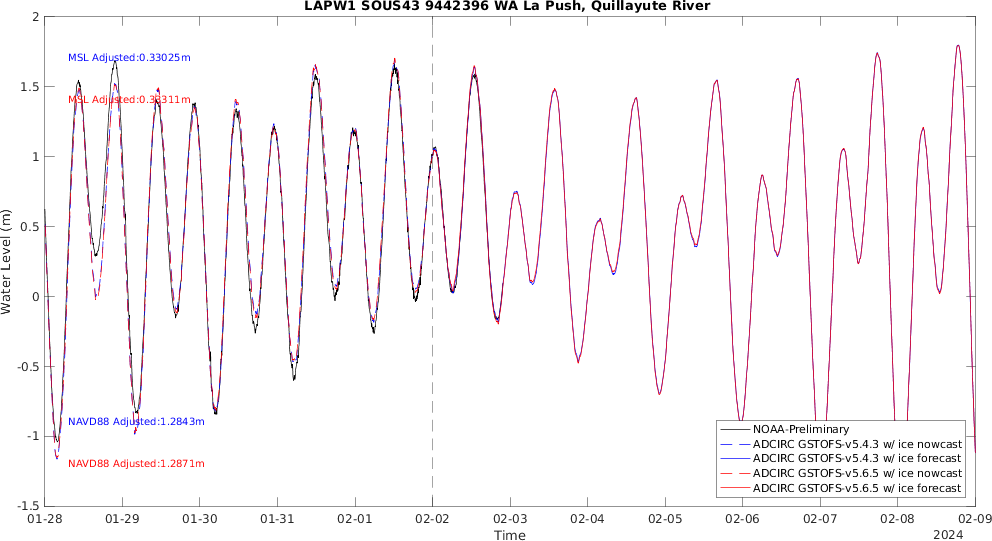 LAPW1 SOUS43 9442396 WA La Push, Quillayute River
2
1.5
1
0.5
0
-0.5
-1
-1.5
Water Level (m)
MSL Adjusted:0.33025m
MSL Adjusted:0.33311m
NAVD88 Adjusted:1.2843m
NAVD88 Adjusted:1.2871m
NOAA-Preliminary
ADCIRC GSTOFS-v5.4.3 w/ ice nowcast
ADCIRC GSTOFS-v5.4.3 w/ ice forecast
ADCIRC GSTOFS-v5.6.5 w/ ice nowcast
ADCIRC GSTOFS-v5.6.5 w/ ice forecast
01-28 01-29 01-30 01-31 02-01 02-02 02-03 02-04 02-05 02-06 02-07 02-08 02-09
Time
2024